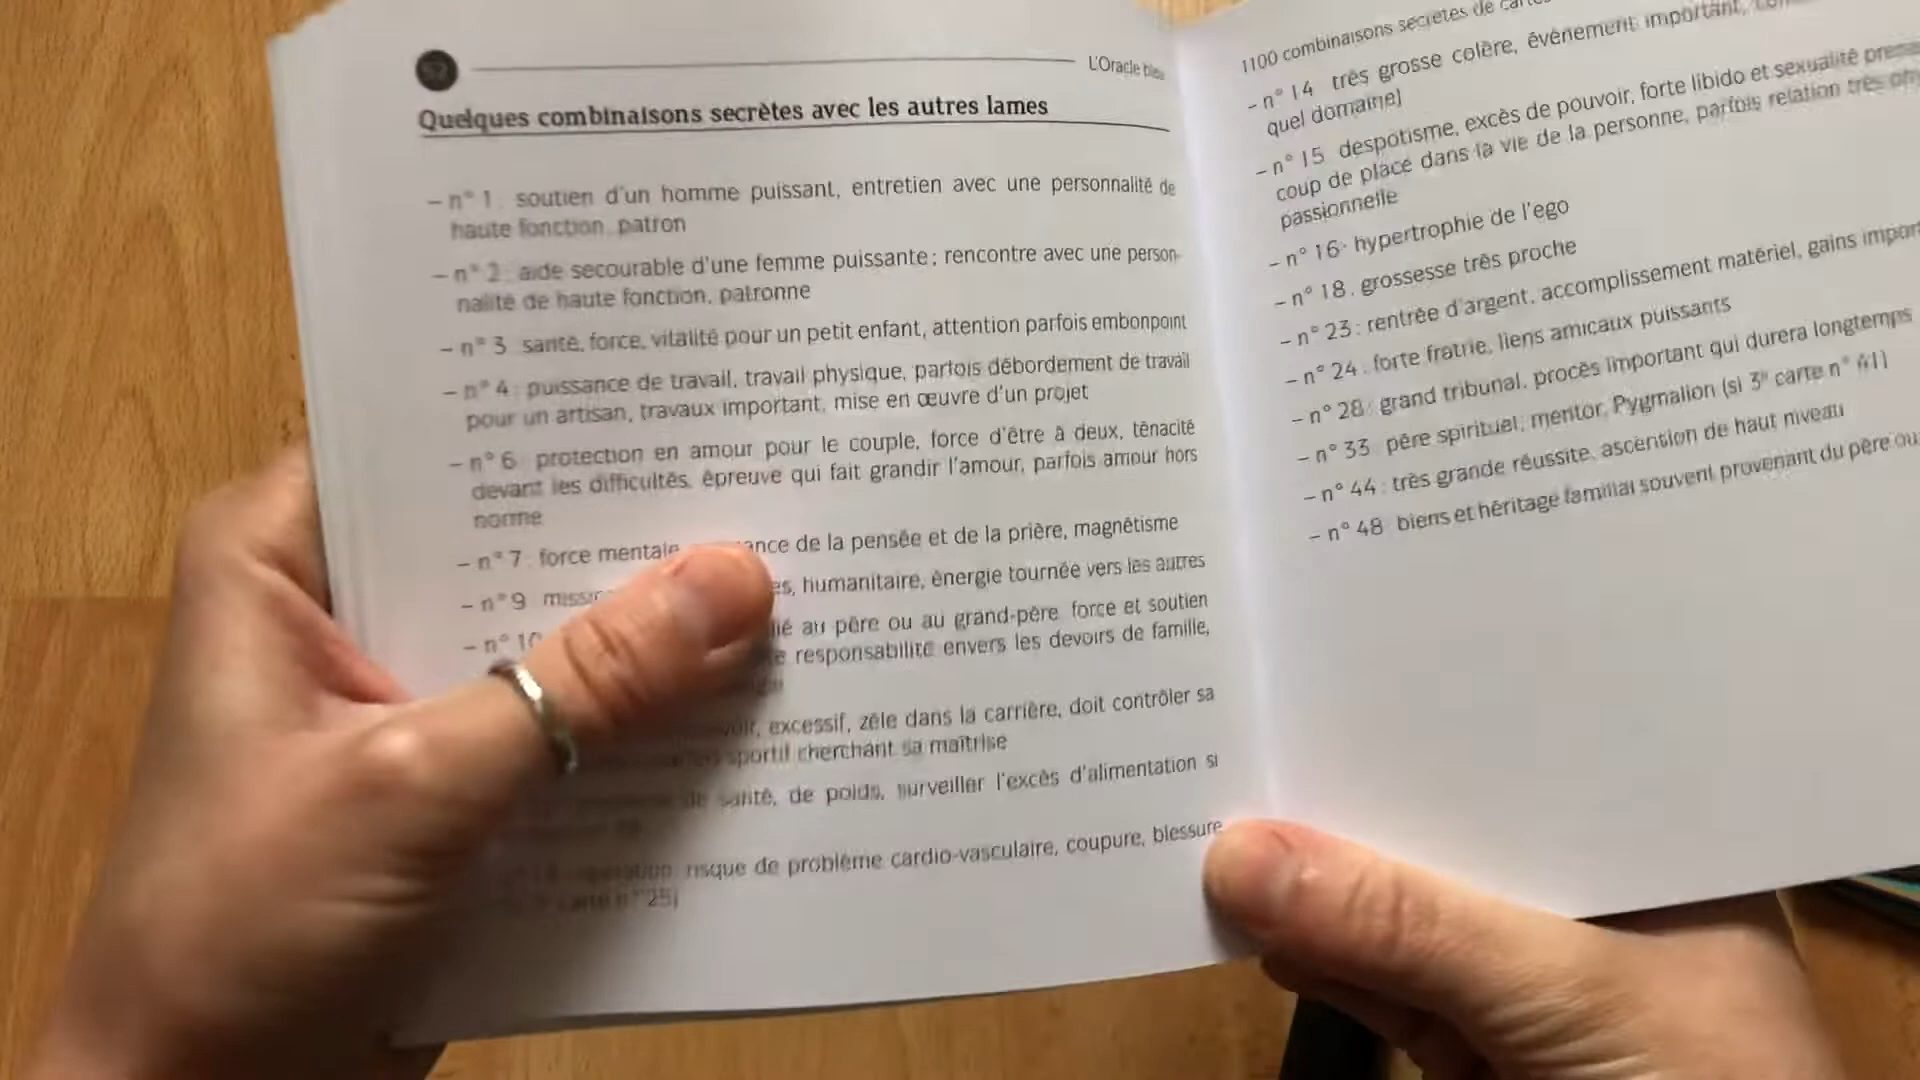 L'Oracle bleu
Quelques combinaisons secrètes avec les autres lames
– n° 1 : soutien d'un homme puissant, entretien avec une personnalité de
haute fonction, patron
– n° 2 : aide secourable d'une femme puissante ; rencontre avec une person-
nalité de haute fonction, patronne
– n° 3 santé, force, vitalité pour un petit enfant, attention parfois embonpoint
– n° 4 : puissance de travail, travail physique, parfois débordement de travail
pour un artisan, travaux important, mise en œuvre d'un projet
– n° 6 protection en amour pour le couple, force d'être à deux, ténacité
devant les difficultés, épreuve qui fait grandir l'amour, parfois amour hors
norme
– n° 7 : force mentale de la pensée et de la prière, magnétisme
– n° 9 humanitaire, énergie tournée vers les autres
– n° 10 lié au père ou au grand-père force et soutien
responsabilité envers les devoirs de famille,
excessif, zèle dans la carrière, doit contrôler sa
sportif cherchant sa maîtrise
de santé, de poids, surveiller l'excès d'alimentation si
risque de problème cardio-vasculaire, coupure, blessure
carte n° 25)
1100 combinaisons secrètes de
– n° 14 très grosse colère, évènement important,
quel domaine)
– n° 15 despotisme, excès de pouvoir, forte libido et sexualité
coup de place dans la vie de la personne, parfois relation très
passionnelle
– n° 16 : hypertrophie de l'ego
– n° 18 : grossesse très proche
– n° 23 : rentrée d'argent, accomplissement matériel, gains
– n° 24 : forte fratrie, liens amicaux puissants
– n° 28 : grand tribunal, procès important qui durera longtemps
– n° 33 : père spirituel, mentor, Pygmalion (si 3e carte n° 41)
– n° 44 : très grande réussite, ascention de haut niveau
– n° 48 biens et héritage familial souvent provenant du père ou